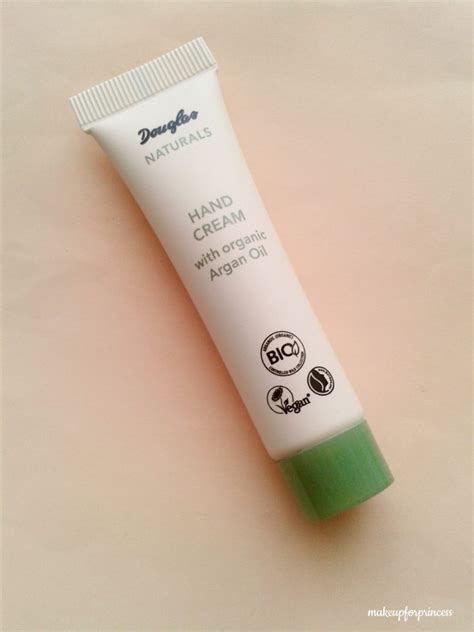 Douglas
NATURALS
HAND
CREAM
with organic
Argan Oil
BIO
Vegan
makeupforprincess